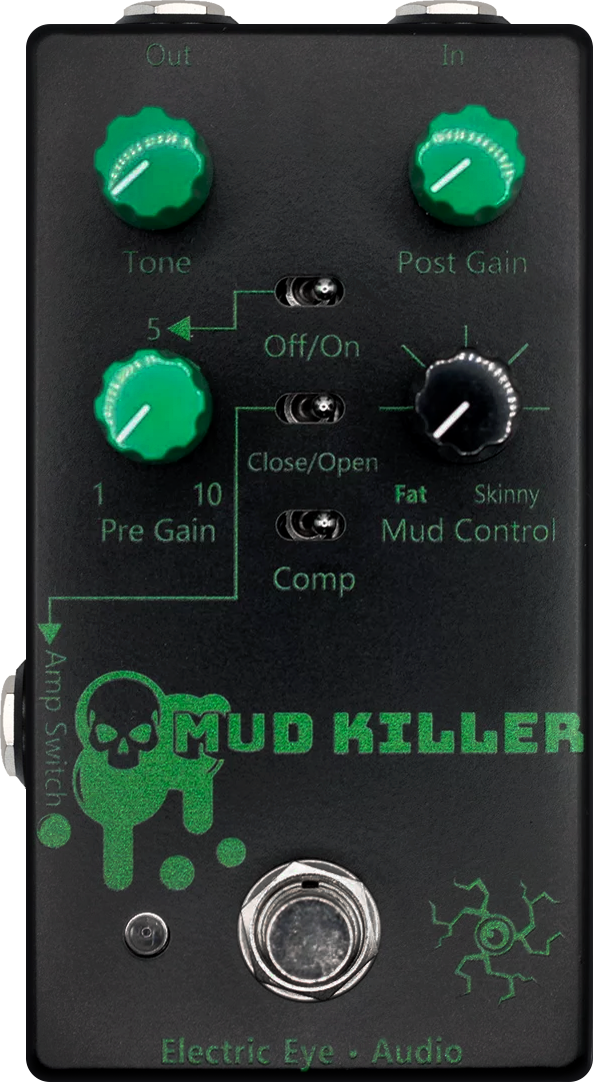 Out
In
Tone
Post Gain
5
1
Off/On
Close/Open
1
10
Fat
Skinny
Pre Gain
Mud Control
Comp
Amp Switch
MUD KILLER
Electric Eye • Audio